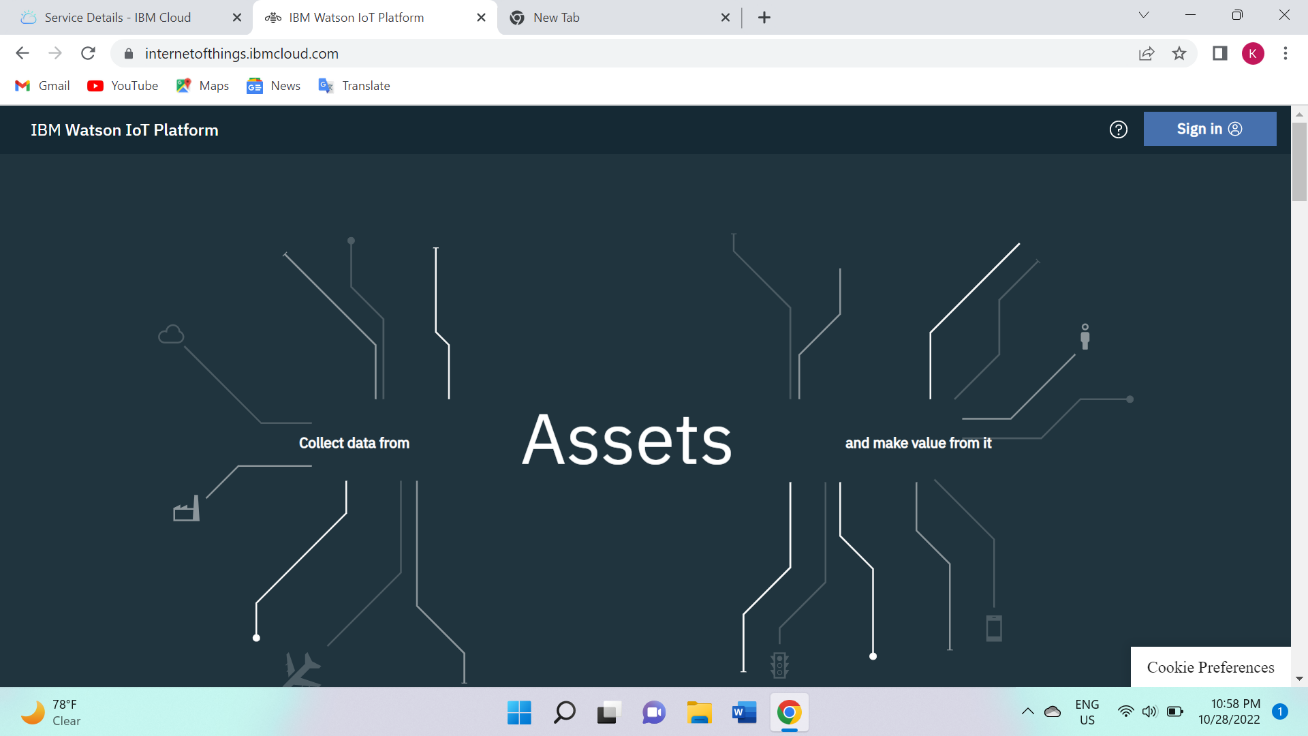 Service Details - IBM Cloud
IBM Watson IoT Platform
New Tab
internetofthings.ibmcloud.com
K
Gmail
YouTube
Maps
News
Translate
IBM Watson IoT Platform
Sign in
Collect data from
Assets
and make value from it
Cookie Preferences
78°F
Clear
ENG
US
10:58 PM
10/28/2022
1